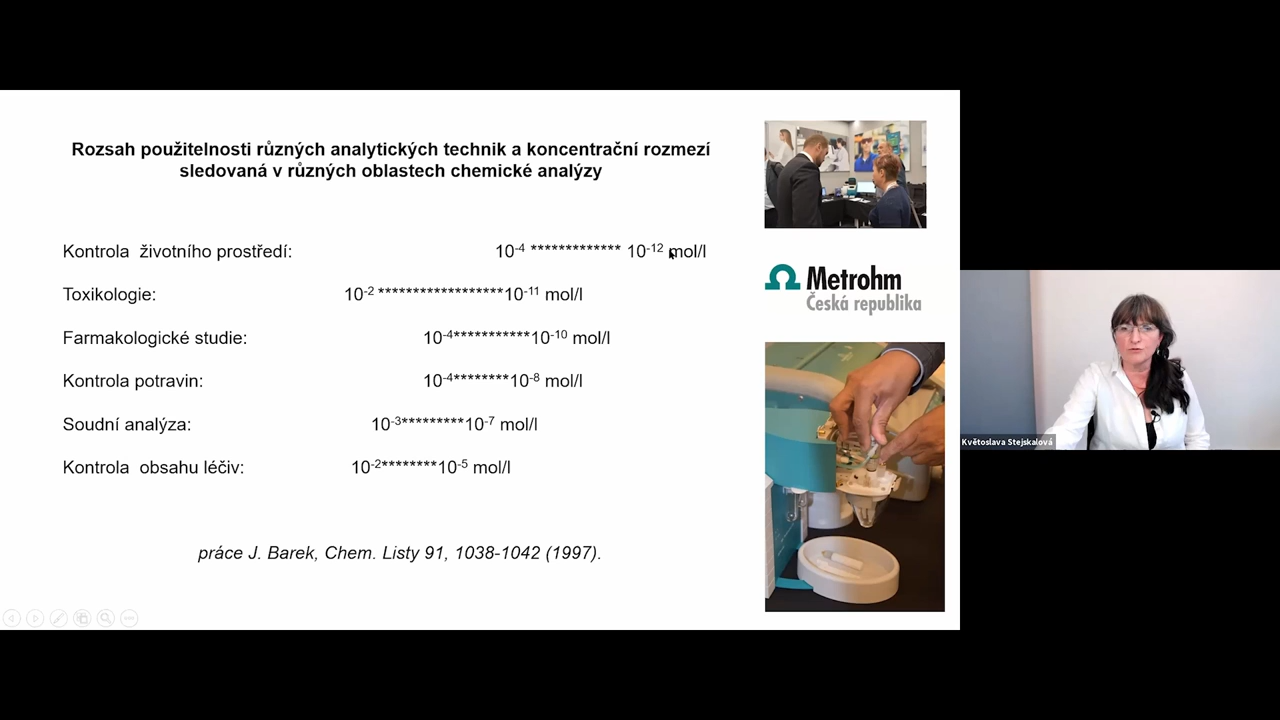 Rozsah použitelnosti různých analytických technik a koncentrační rozmezí
sledovaná v různých oblastech chemické analýzy
Kontrola životního prostředí: 10-4 ************* 10-12 mol/l
Toxikologie: 10-2 ******************10-11 mol/l
Farmakologické studie: 10-4***********10-10 mol/l
Kontrola potravin: 10-4********10-8 mol/l
Soudní analýza: 10-3*********10-7 mol/l
Kontrola obsahu léčiv: 10-2********10-5 mol/l
práce J. Barek, Chem. Listy 91, 1038-1042 (1997).
Metrohm
Česká republika
Květoslava Stejskalová